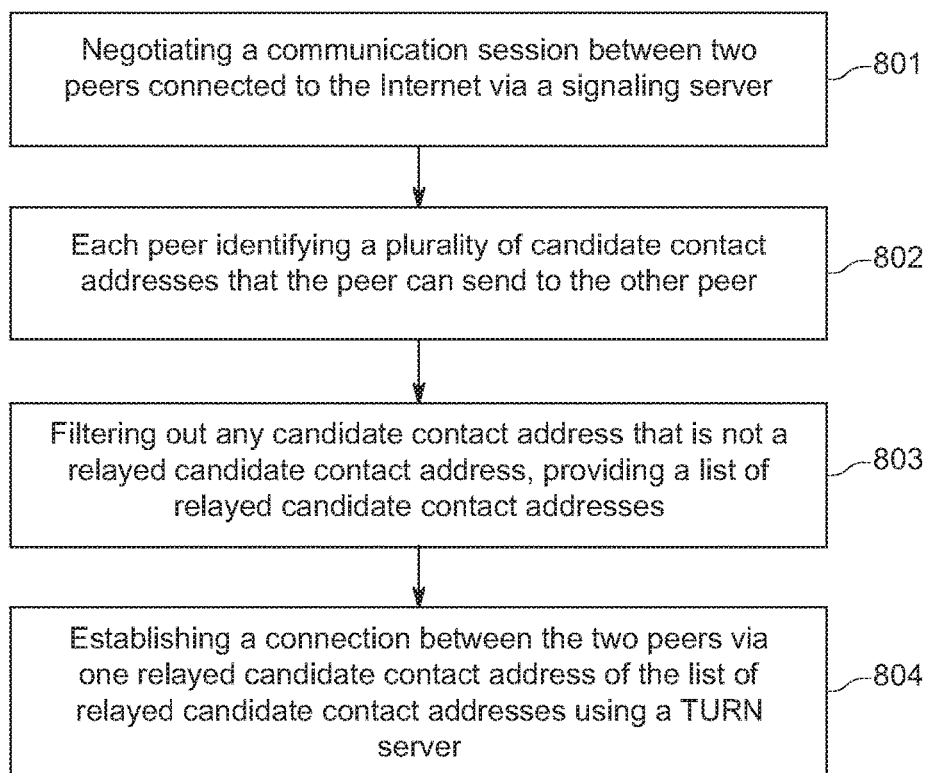 Negotiating a communication session between two
peers connected to the Internet via a signaling server
801
Each peer identifying a plurality of candidate contact
addresses that the peer can send to the other peer
802
Filtering out any candidate contact address that is not a
relayed candidate contact address, providing a list of
relayed candidate contact addresses
803
Establishing a connection between the two peers via
one relayed candidate contact address of the list of
relayed candidate contact addresses using a TURN
server
804